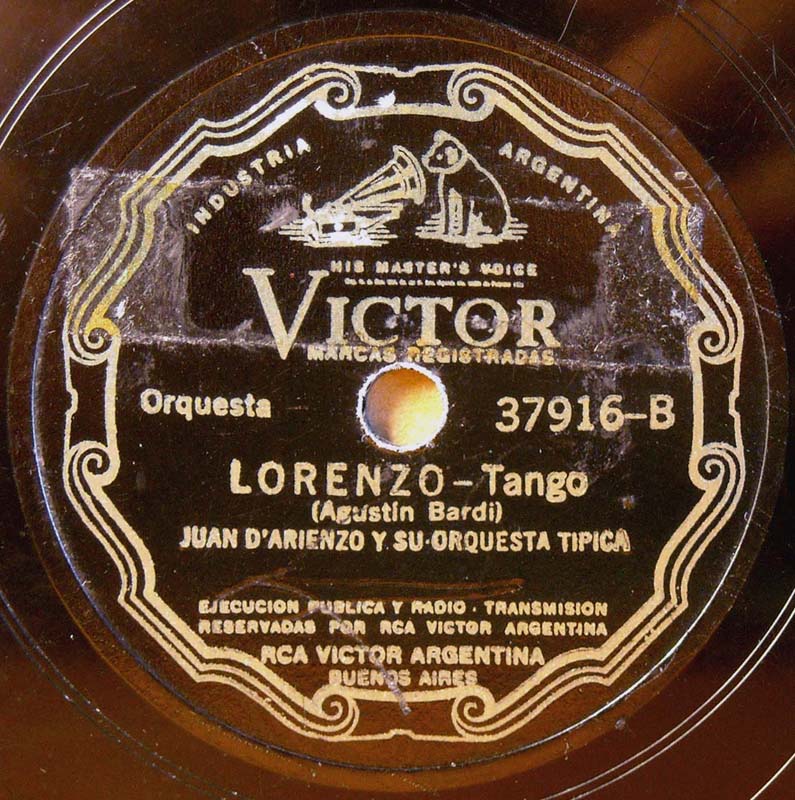 INDUSTRIA ARGENTINA
HIS MASTER'S VOICE
VICTOR
MARCAS REGISTRADAS
Orquesta
37916-B
LORENZO - Tango
(Agustín Bardi)
JUAN D'ARIENZO Y SU·ORQUESTA TIPICA
EJECUCION PUBLICA Y RADIO - TRANSMISION
RESERVADAS POR RCA VICTOR ARGENTINA
RCA VICTOR ARGENTINA
BUENOS AIRES